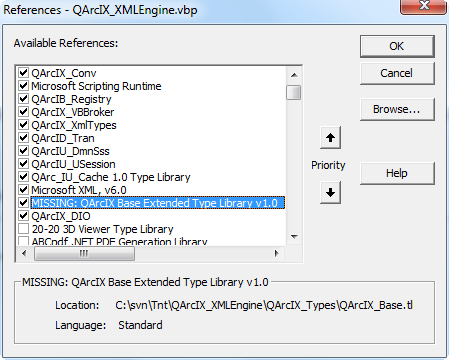 References - QArcIX_XMLEngine.vbp
Available References:
OK
QArcIX_Conv
Microsoft Scripting Runtime
Cancel
QArcIB_Registry
QArcIX_VBBroker
Browse...
QArcIX_XmlTypes
QArcID_Tran
QArcIU_DmnSss
QArcIU_USession
Priority
QArc_IU_Cache 1.0 Type Library
Help
Microsoft XML, v6.0
MISSING: QArcIX Base Extended Type Library v1.0
QArcIX_DIO
20-20 3D Viewer Type Library
ABCpdf .NET PDF Generation Library
MISSING: QArcIX Base Extended Type Library v1.0
Location: C:\svn\Tnt\QArcIX_XMLEngine\QArcIX_Types\QArcIX_Base.tl
Language: Standard